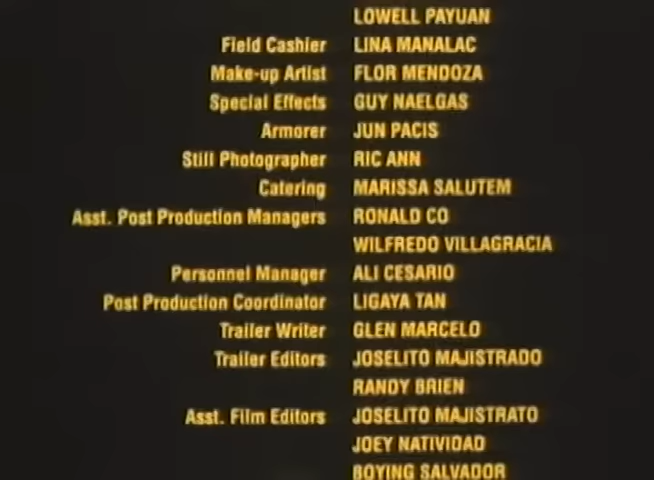 LOWELL PAYUAN
Field Cashier LINA MANALAC
Make-up Artist FLOR MENDOZA
Special Effects GUY NAELGAS
Armorer JUN PACIS
Still Photographer RIC ANN
Catering MARISSA SALUTEM
Asst. Post Production Managers RONALD CO
WILFREDO VILLAGRACIA
Personnel Manager ALI CESARIO
Post Production Coordinator LIGAYA TAN
Trailer Writer GLEN MARCELO
Trailer Editors JOSELITO MAJISTRADO
RANDY BRIEN
Asst. Film Editors JOSELITO MAJISTRATO
JOEY NATIVIDAD
BOYING SALVADOR